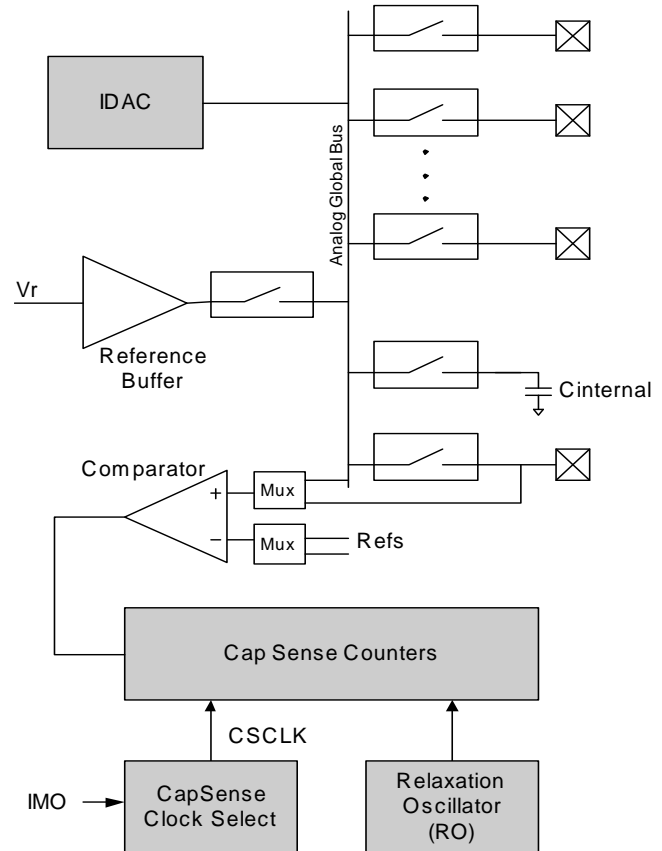 IDAC
Analog Global Bus
Vr
Reference
Buffer
Cinternal
Comparator
+
Mux
−
Mux
Refs
Cap Sense Counters
CSCLK
IMO
CapSense
Clock Select
Relaxation
Oscillator
(RO)